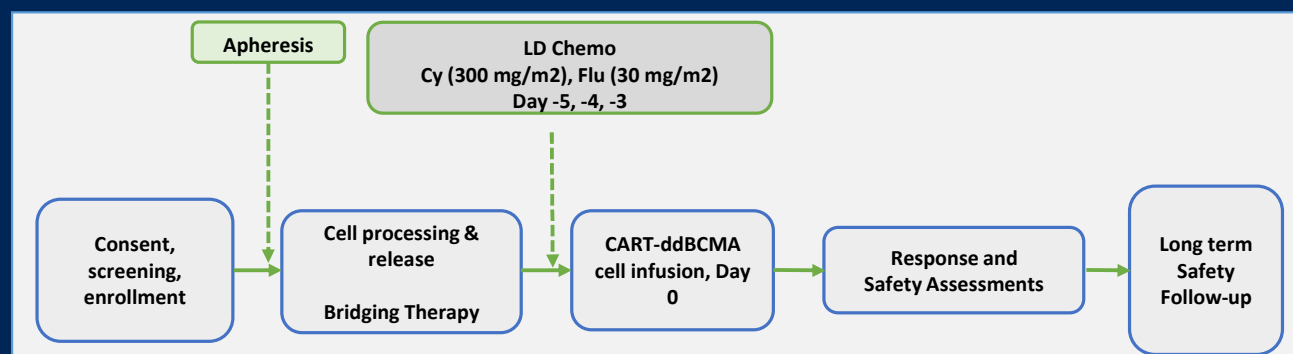 Apheresis
LD Chemo
Cy (300 mg/m2), Flu (30 mg/m2)
Day -5, -4, -3
Consent,
screening,
enrollment
Cell processing &
release
Bridging Therapy
CART-ddBCMA
cell infusion, Day
0
Response and
Safety Assessments
Long term
Safety
Follow-up